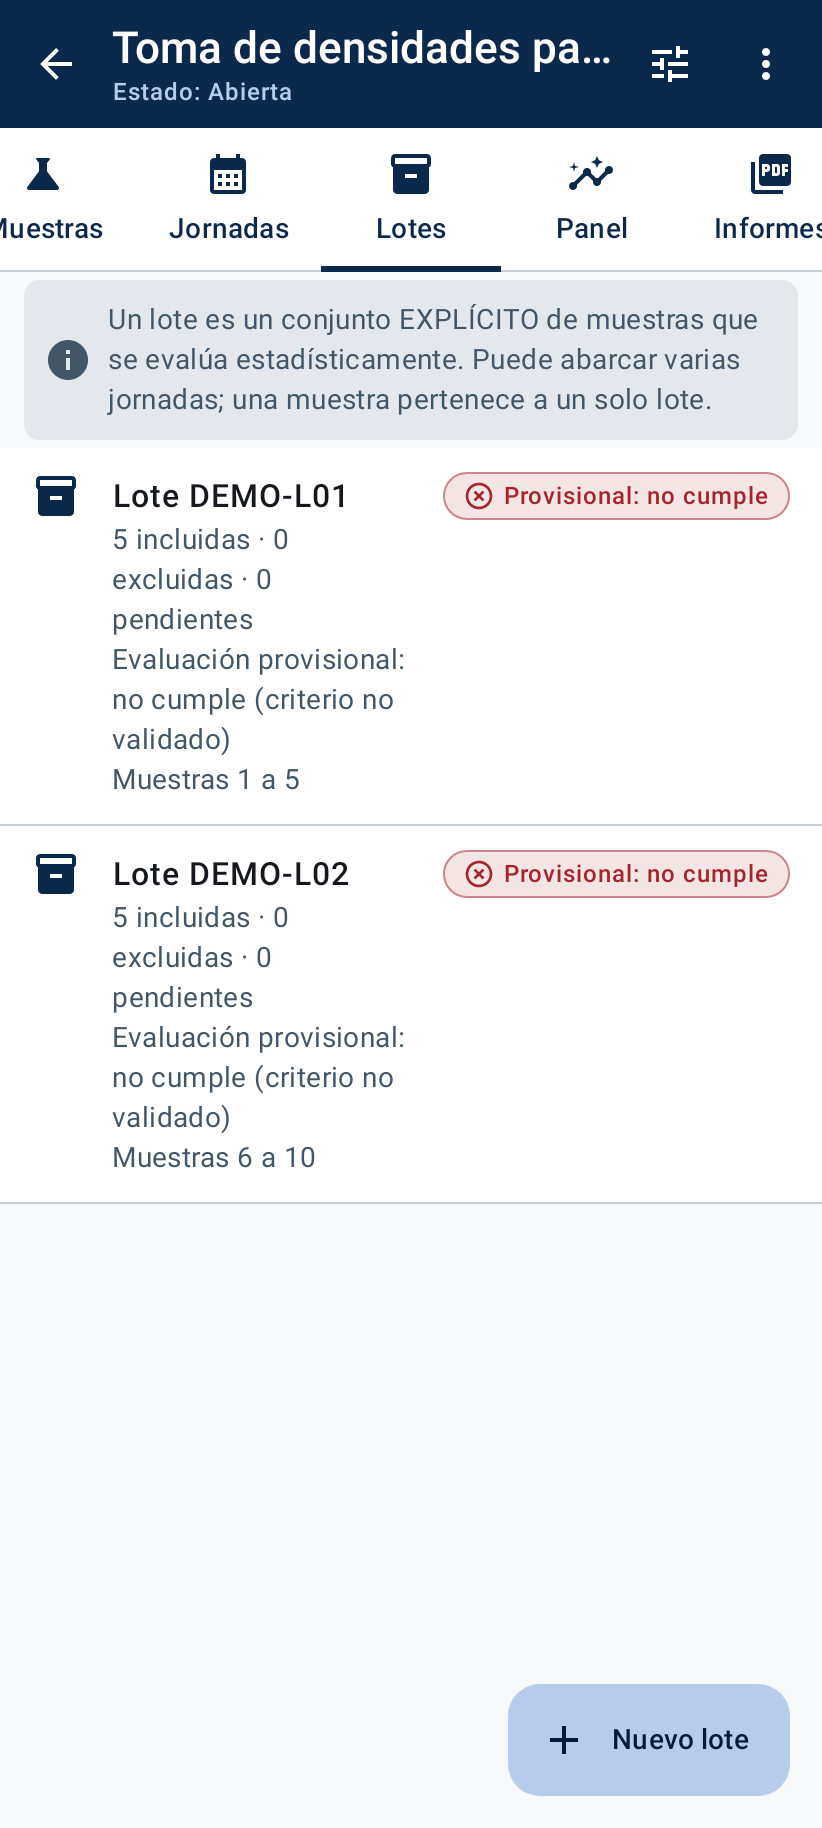 Toma de densidades pa...
Estado: Abierta
Muestras
Jornadas
Lotes
Panel
PDF
Informes
Un lote es un conjunto EXPLÍCITO de muestras que
se evalúa estadísticamente. Puede abarcar varias
jornadas; una muestra pertenece a un solo lote.
Lote DEMO-L01
Provisional: no cumple
5 incluidas · 0
excluidas · 0
pendientes
Evaluación provisional:
no cumple (criterio no
validado)
Muestras 1 a 5
Lote DEMO-L02
Provisional: no cumple
5 incluidas · 0
excluidas · 0
pendientes
Evaluación provisional:
no cumple (criterio no
validado)
Muestras 6 a 10
Nuevo lote